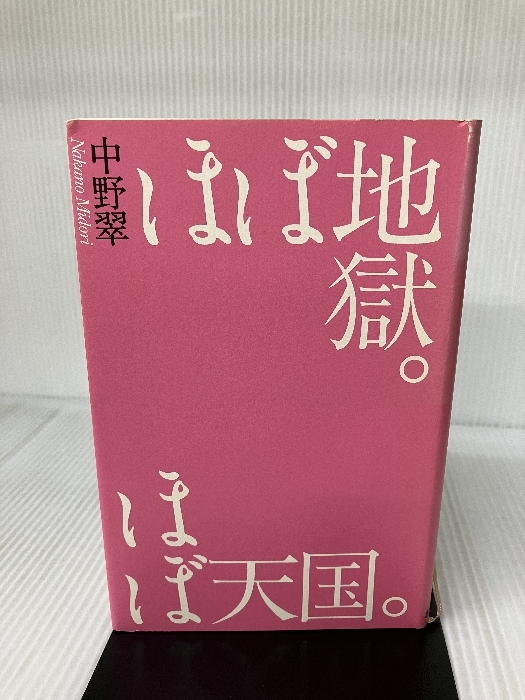 ほぼ地
獄。
ほ
ぼ天国。
中野翠
Nakano Midori